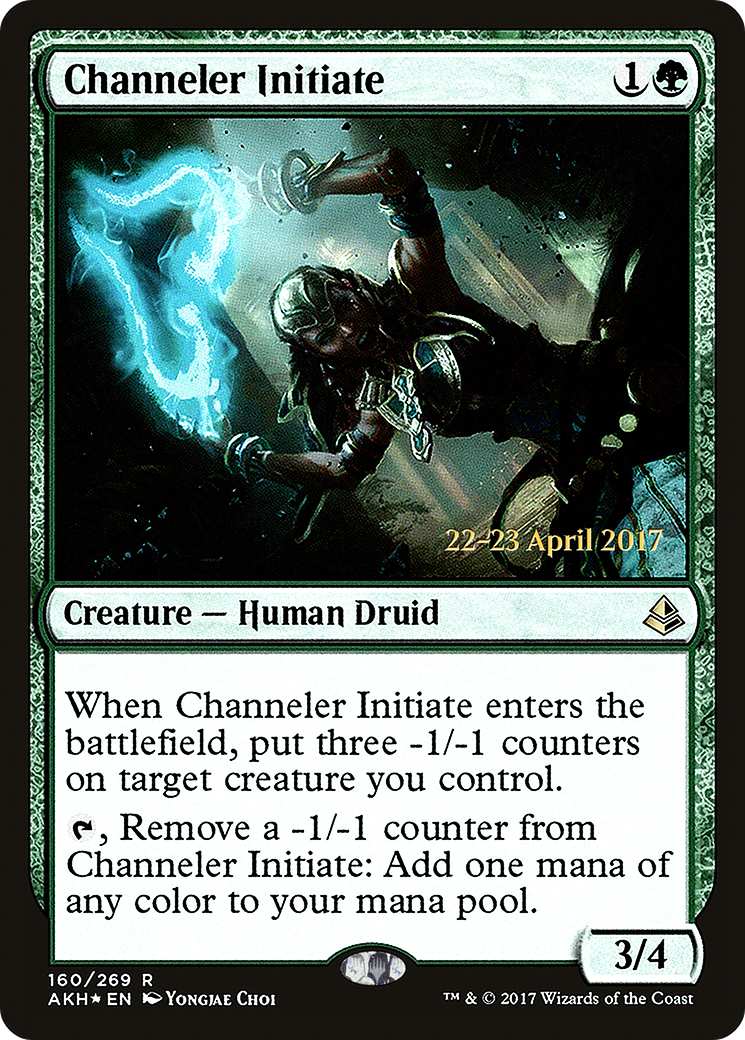 Channeler Initiate 1
22–23 April 2017
Creature — Human Druid
When Channeler Initiate enters the
battlefield, put three -1/-1 counters
on target creature you control.
, Remove a -1/-1 counter from
Channeler Initiate: Add one mana of
any color to your mana pool.
3/4
160/269 R
AKH★EN Yongjae Choi
™ & © 2017 Wizards of the Coast